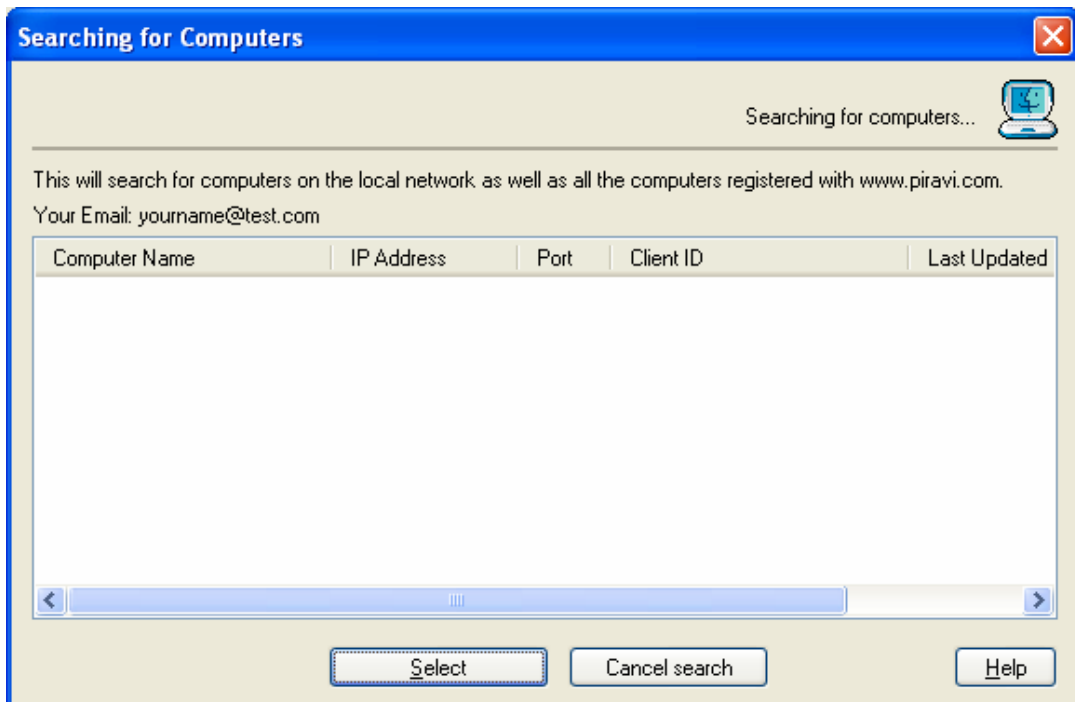 Searching for Computers
Searching for computers...
This will search for computers on the local network as well as all the computers registered with www.piravi.com.
Your Email: yourname@test.com
Computer Name IP Address Port Client ID Last Updated
Select Cancel search Help